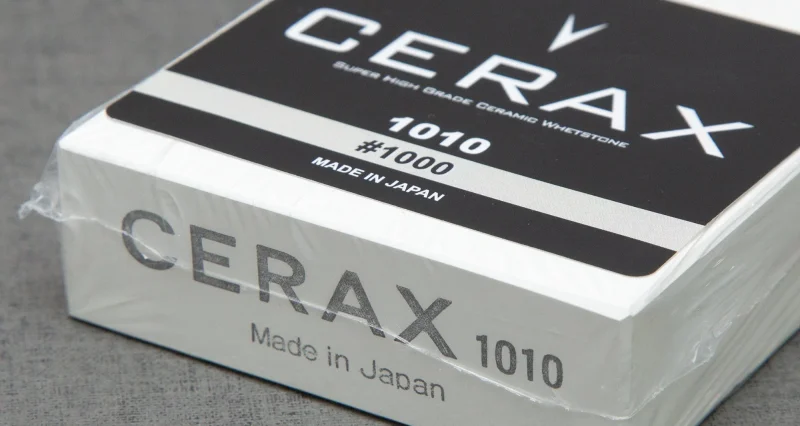 CERAX
Super High Grade Ceramic Whetstone
1010
#1000
MADE IN JAPAN
CERAX 1010
Made in Japan